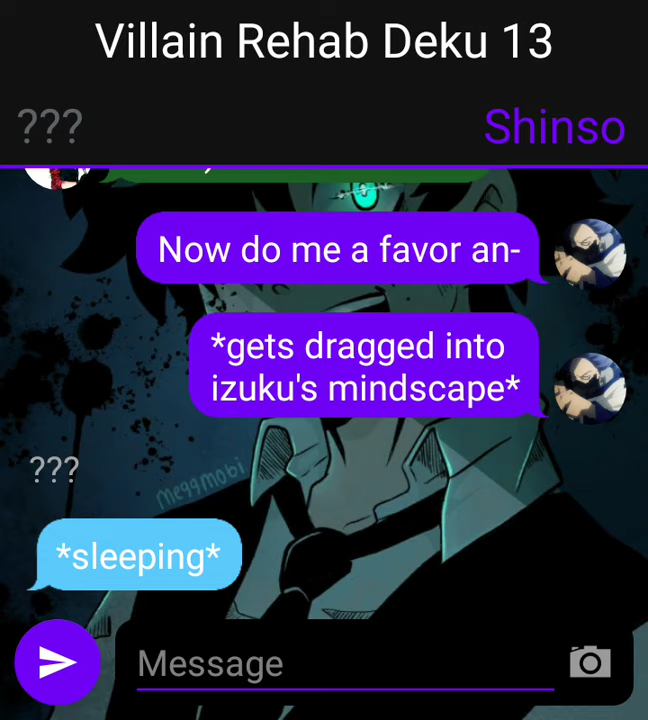 Villain Rehab Deku 13
???
Shinso
Now do me a favor an-
*gets dragged into
izuku's mindscape*
???
meggmobi
*sleeping*
Message